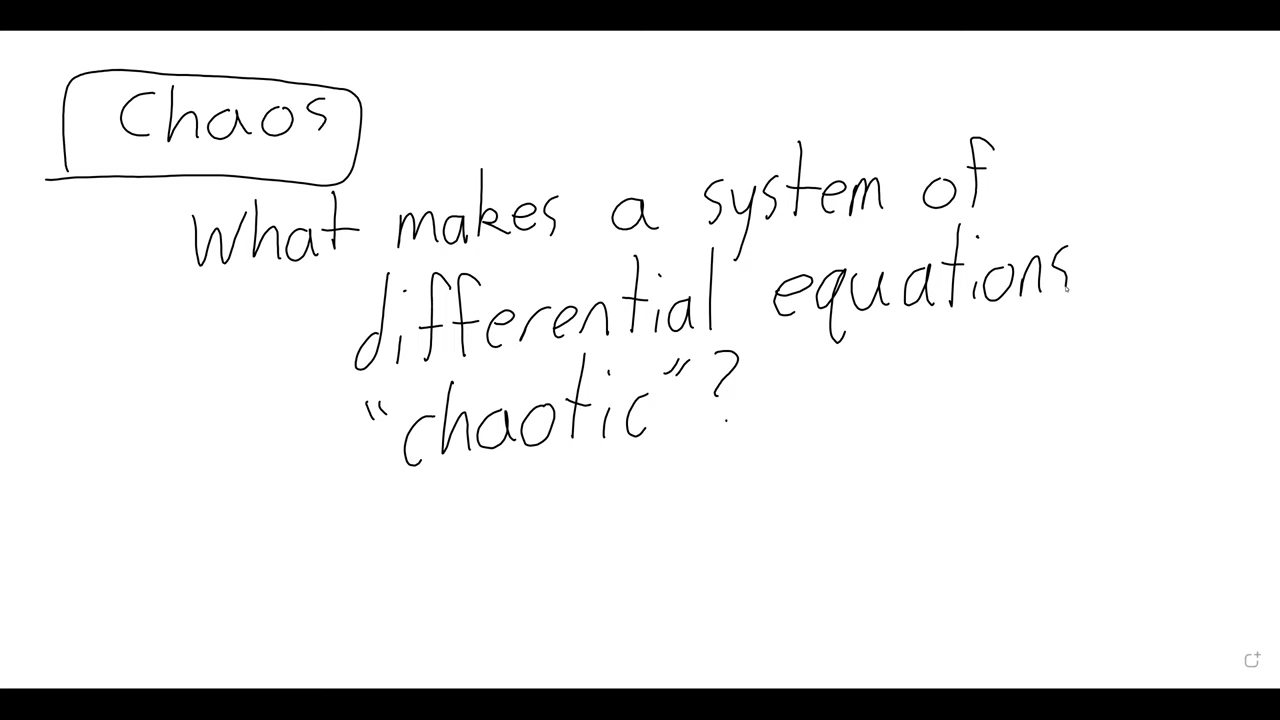 Chaos
What makes a system of
differential equations
"chaotic"?